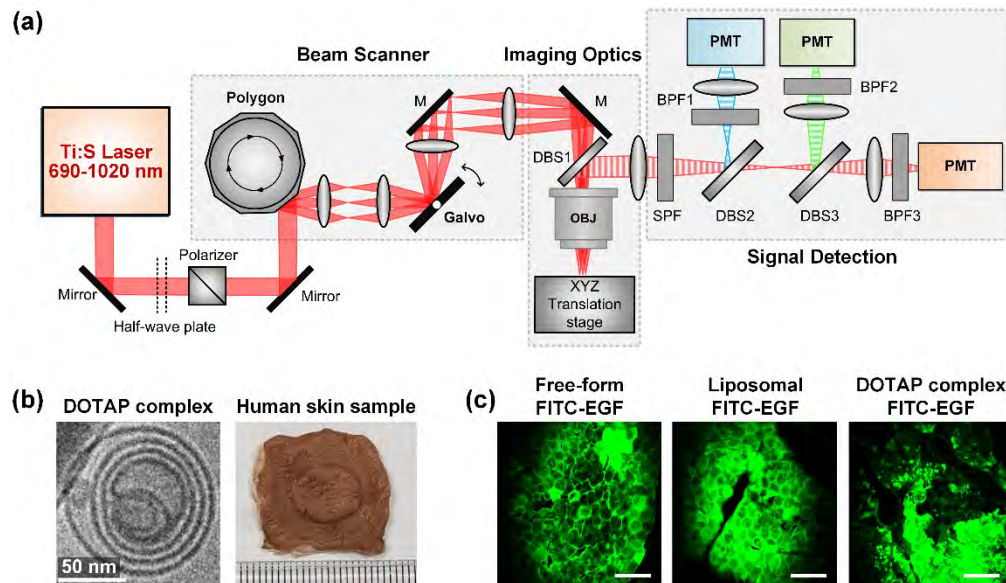 (a)
Beam Scanner
Imaging Optics
PMT
PMT
Polygon
M
M
BPF1
BPF2
Ti:S Laser
690-1020 nm
DBS1
PMT
Galvo
OBJ
SPF
DBS2
DBS3
BPF3
Polarizer
Signal Detection
Mirror
Mirror
XYZ
Translation
stage
Half-wave plate
(b)
DOTAP complex
Human skin sample
50 nm
(c)
Free-form
FITC-EGF
Liposomal
FITC-EGF
DOTAP complex
FITC-EGF